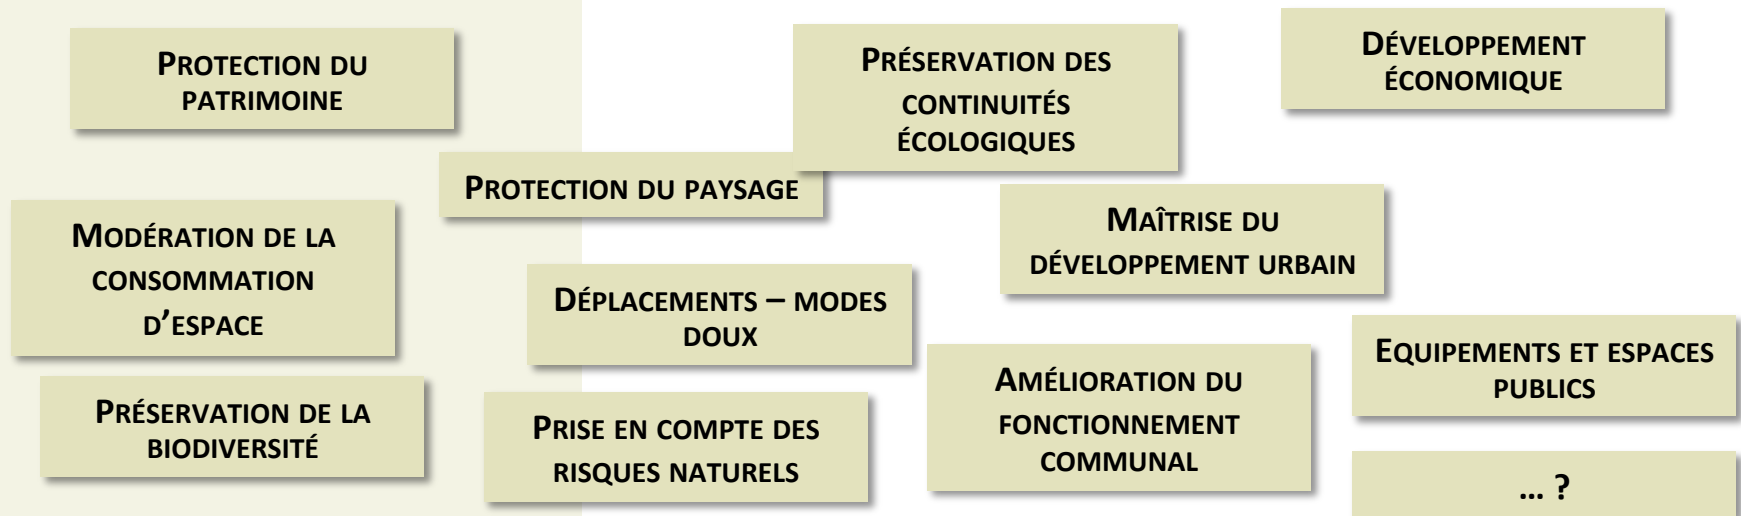 PROTECTION DU
PATRIMOINE
PRÉSERVATION DES
CONTINUITÉS
ÉCOLOGIQUES
DÉVELOPPEMENT
ÉCONOMIQUE
PROTECTION DU PAYSAGE
MODÉRATION DE LA
CONSOMMATION
D'ESPACE
MAÎTRISE DU
DÉVELOPPEMENT URBAIN
DÉPLACEMENTS – MODES
DOUX
EQUIPEMENTS ET ESPACES
PUBLICS
AMÉLIORATION DU
FONCTIONNEMENT
COMMUNAL
PRÉSERVATION DE LA
BIODIVERSITÉ
PRISE EN COMPTE DES
RISQUES NATURELS
... ?